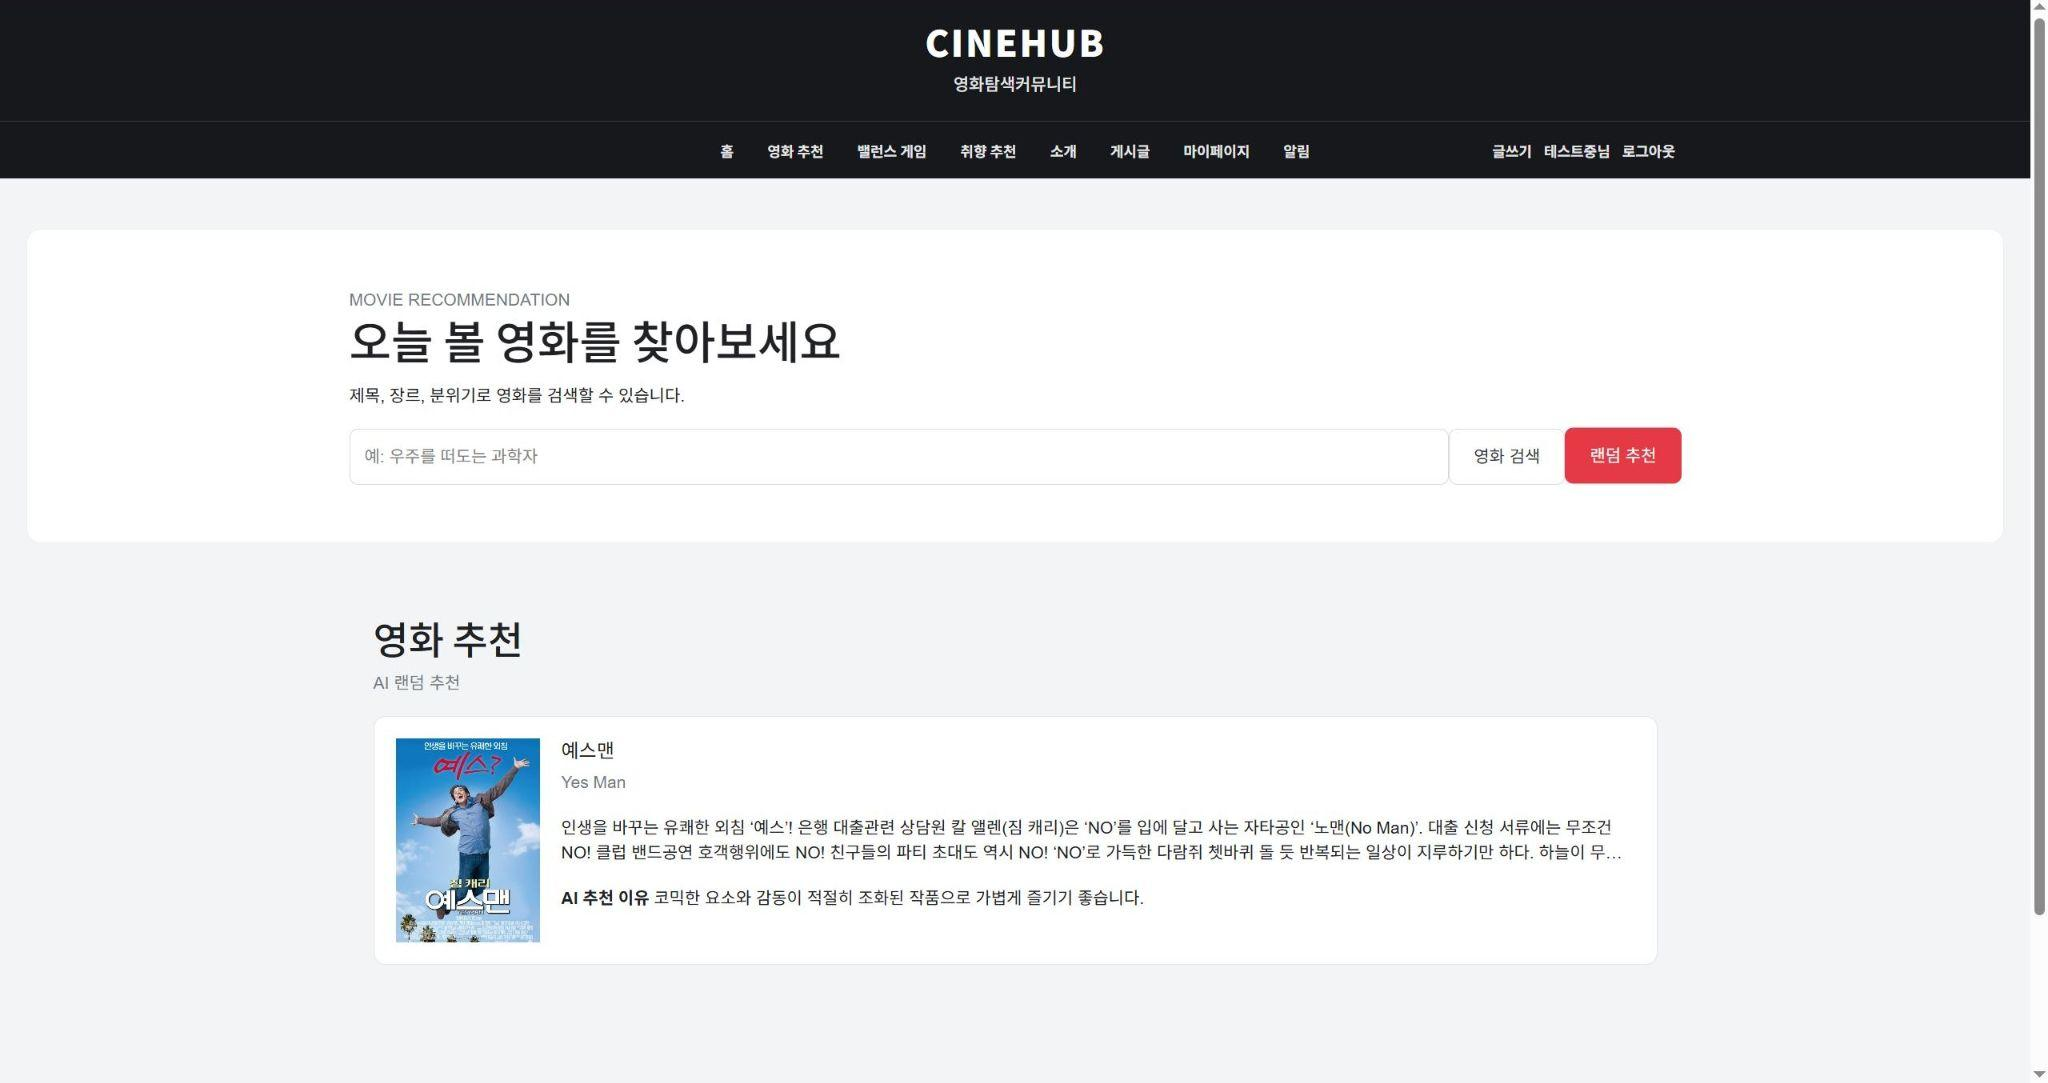 CINEHUB
영화탐색커뮤니티
홈 영화 추천 밸런스 게임 취향 추천 소개 게시글 마이페이지 알림 글쓰기 테스트중님 로그아웃
MOVIE RECOMMENDATION
오늘 볼 영화를 찾아보세요
제목, 장르, 분위기로 영화를 검색할 수 있습니다.
예: 우주를 떠도는 과학자 영화 검색 랜덤 추천
영화 추천
AI 랜덤 추천
인생을 바꾸는 유쾌한 외침
예스?
짐 캐리
예스맨
예스맨
Yes Man
인생을 바꾸는 유쾌한 외침 ‘예스’! 은행 대출관련 상담원 칼 앨렌(짐 캐리)은 ‘NO’를 입에 달고 사는 자타공인 ‘노맨(No Man)’. 대출 신청 서류에는 무조건
NO! 클럽 밴드공연 호객행위에도 NO! 친구들의 파티 초대도 역시 NO! ‘NO’로 가득한 다람쥐 쳇바퀴 돌 듯 반복되는 일상이 지루하기만 하다. 하늘이 무…
AI 추천 이유 코믹한 요소와 감동이 적절히 조화된 작품으로 가볍게 즐기기 좋습니다.